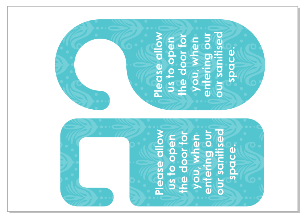 Please allow
us to open
the door for
you, when
entering our
our sanitised
space.
Please allow
us to open
the door for
you, when
entering our
our sanitised
space.